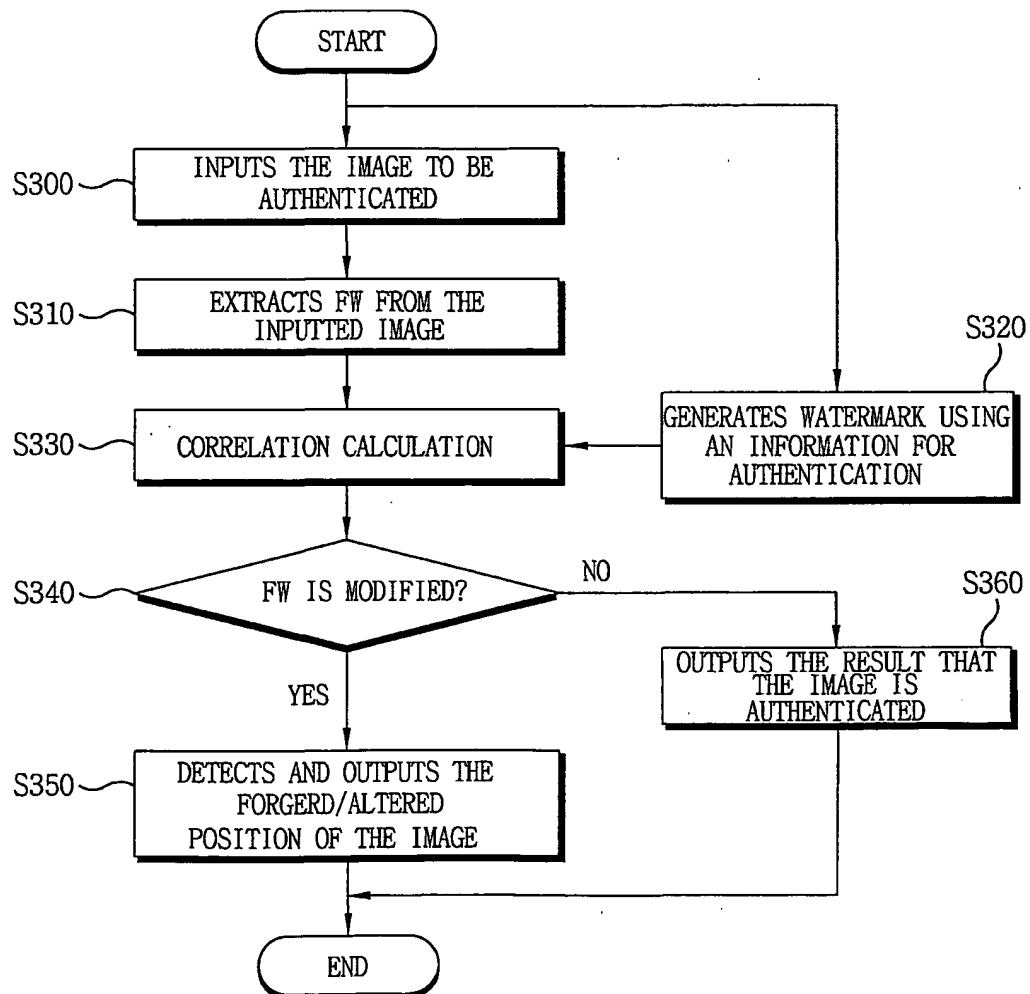 START
S300
INPUTS THE IMAGE TO BE
AUTHENTICATED
S310
EXTRACTS FW FROM THE
INPUTTED IMAGE
S320
GENERATES WATERMARK USING
AN INFORMATION FOR
AUTHENTICATION
S330
CORRELATION CALCULATION
S340
FW IS MODIFIED?
NO
YES
S360
OUTPUTS THE RESULT THAT
THE IMAGE IS
AUTHENTICATED
S350
DETECTS AND OUTPUTS THE
FORGERD/ALTERED
POSITION OF THE IMAGE
END